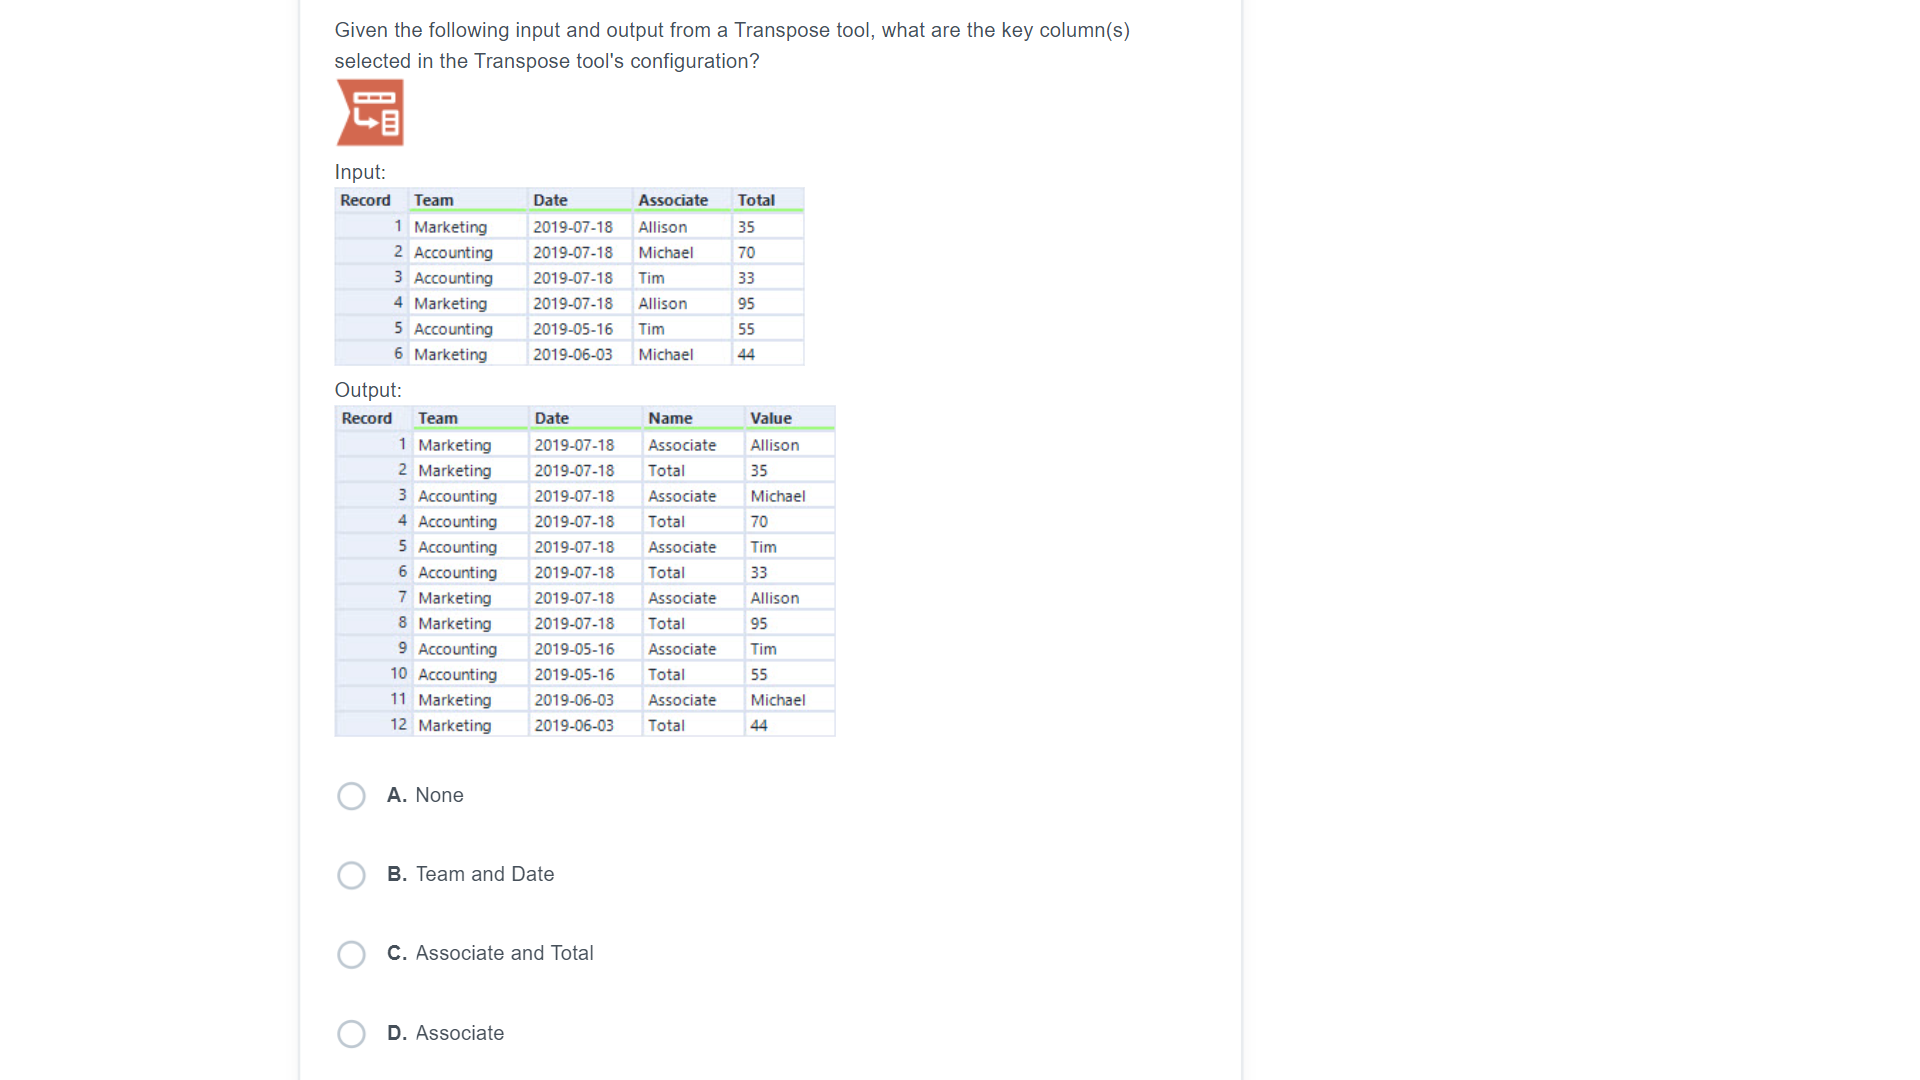 Given the following input and output from a Transpose tool, what are the key column(s)
selected in the Transpose tool's configuration?
Input:
Record Team Date Associate Total
1 Marketing 2019-07-18 Allison 35
2 Accounting 2019-07-18 Michael 70
3 Accounting 2019-07-18 Tim 33
4 Marketing 2019-07-18 Allison 95
5 Accounting 2019-05-16 Tim 55
6 Marketing 2019-06-03 Michael 44
Output:
Record Team Date Name Value
1 Marketing 2019-07-18 Associate Allison
2 Marketing 2019-07-18 Total 35
3 Accounting 2019-07-18 Associate Michael
4 Accounting 2019-07-18 Total 70
5 Accounting 2019-07-18 Associate Tim
6 Accounting 2019-07-18 Total 33
7 Marketing 2019-07-18 Associate Allison
8 Marketing 2019-07-18 Total 95
9 Accounting 2019-05-16 Associate Tim
10 Accounting 2019-05-16 Total 55
11 Marketing 2019-06-03 Associate Michael
12 Marketing 2019-06-03 Total 44
A. None
B. Team and Date
C. Associate and Total
D. Associate